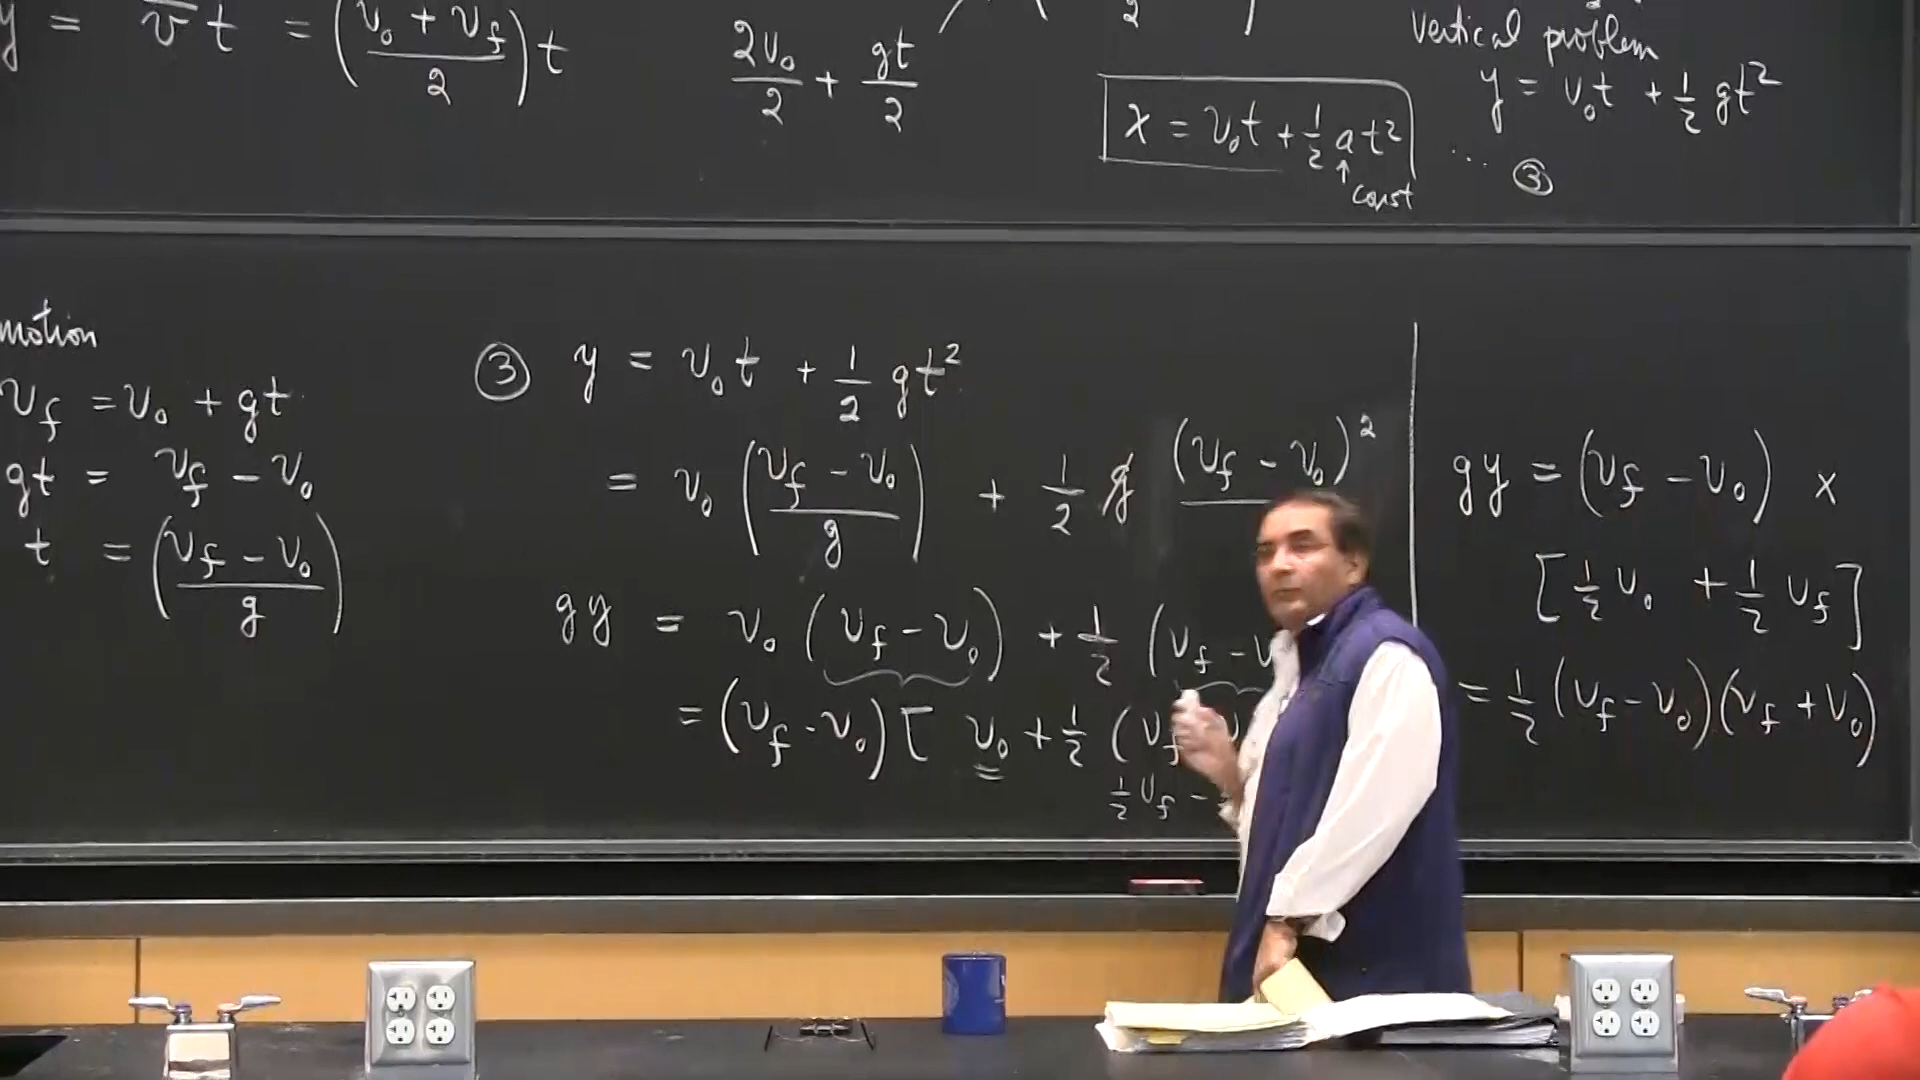 y = v̄ t = (v₀ + v_f / 2) t
2v₀/2 + gt/2
2
x = v₀t + ½ a t²
↑
const
vertical problem
y = v₀t + ½ gt²
... ③
motion
v_f = v₀ + gt
gt = v_f - v₀
t = (v_f - v₀ / g)
③ y = v₀t + ½ gt²
= v₀ (v_f - v₀ / g) + ½ g (v_f - v₀)²
gy = v₀ (v_f - v₀) + ½ (v_f - v
= (v_f - v₀) [ v₀ + ½ (v_f
½ v_f -
gy = (v_f - v₀) x
[½ v₀ + ½ v_f]
= ½ (v_f - v₀)(v_f + v₀)